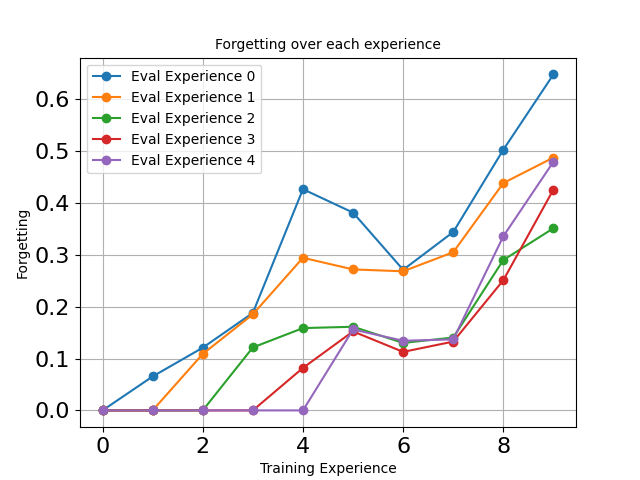 Forgetting over each experience
Eval Experience 0
Eval Experience 1
Eval Experience 2
Eval Experience 3
Eval Experience 4
0.6
0.5
0.4
0.3
0.2
0.1
0.0
Forgetting
0 2 4 6 8
Training Experience